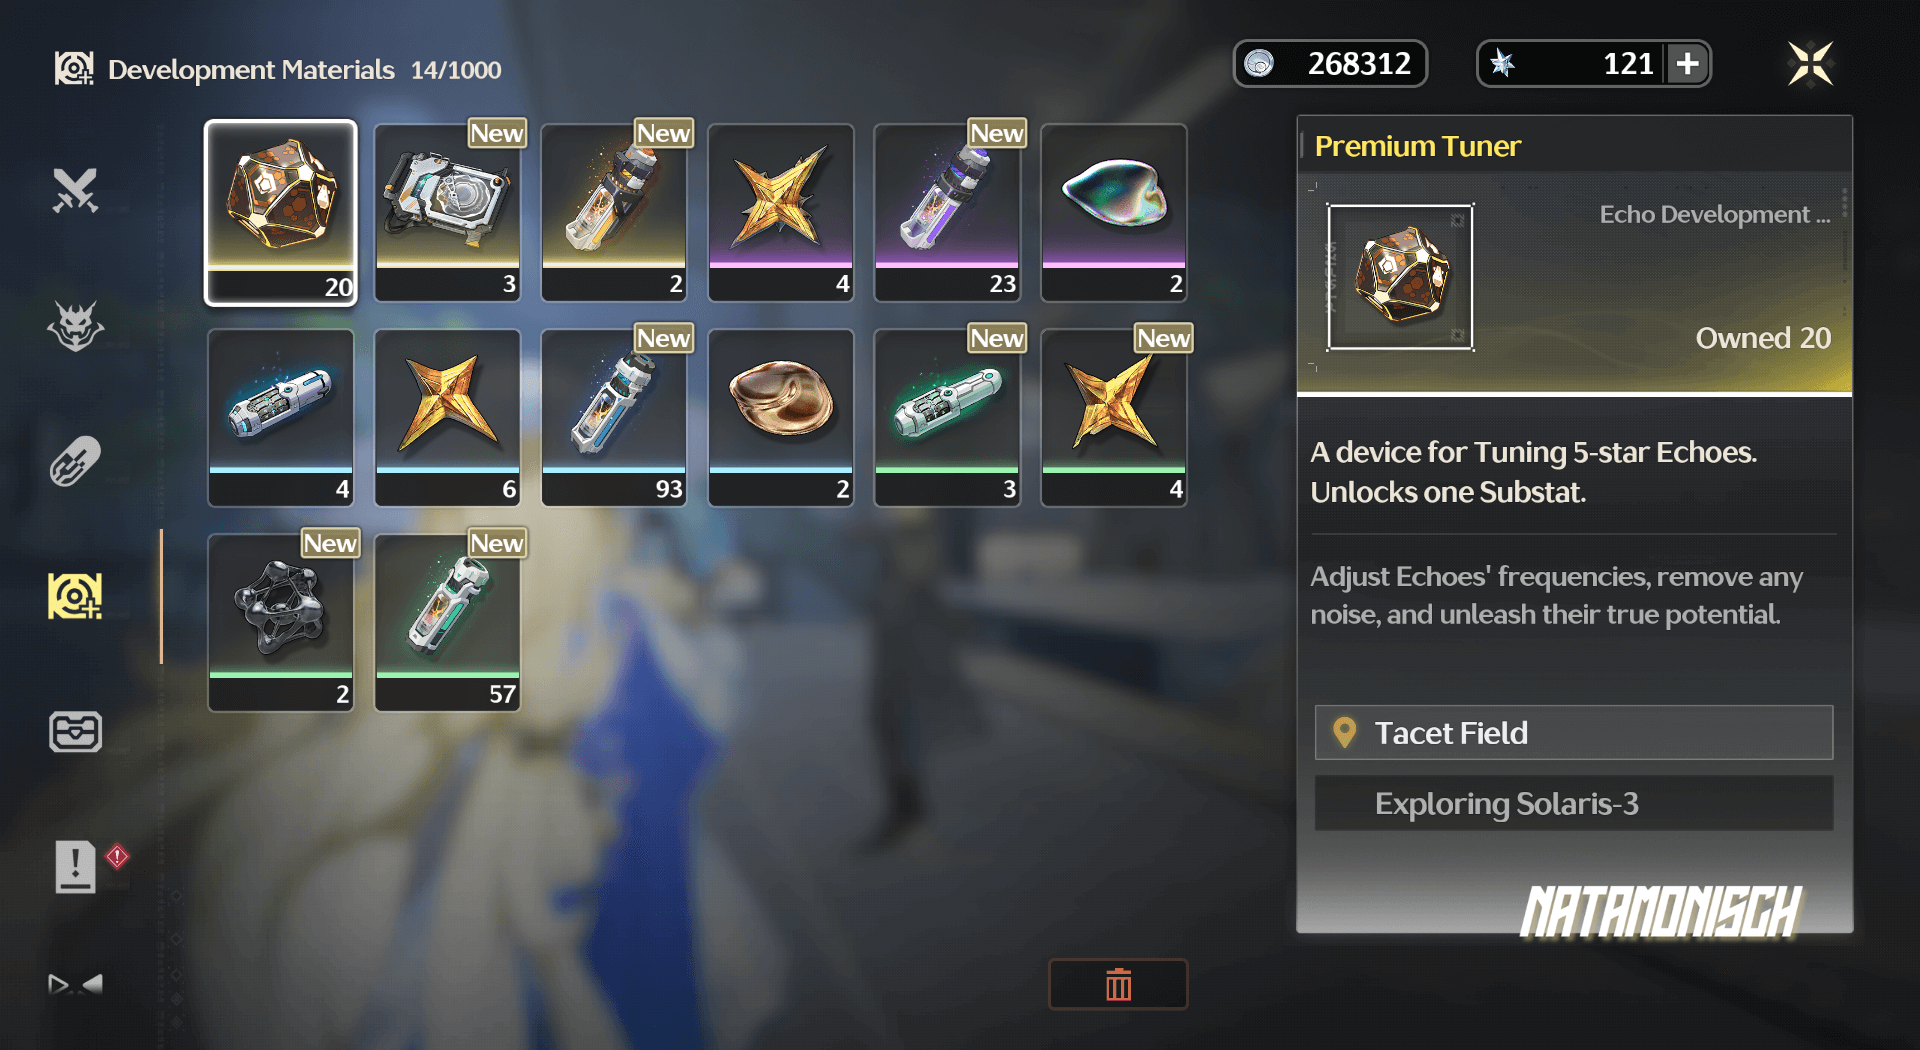 Development Materials 14/1000
268312
121
New
New
New
20
3
2
4
23
2
New
New
New
4
6
93
2
3
4
New
New
2
57
Premium Tuner
Echo Development ...
Owned 20
A device for Tuning 5-star Echoes.
Unlocks one Substat.
Adjust Echoes' frequencies, remove any
noise, and unleash their true potential.
Tacet Field
Exploring Solaris-3
NATAMONISCH